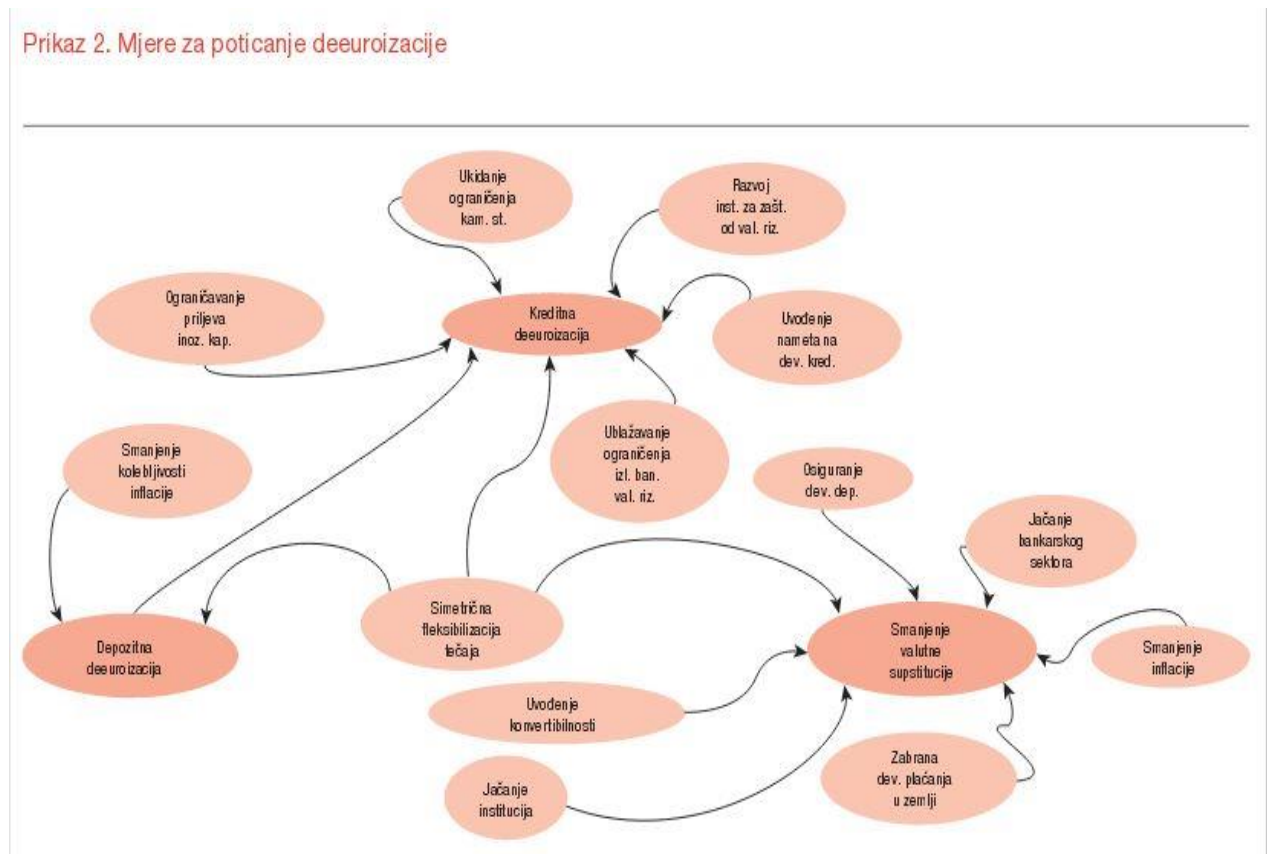 Prikaz 2. Mjere za poticanje deeuroizacije
Ukidanje
ograničenja
kam. st.
Razvoj
inst. za zašt.
od val. riz.
Ograničavanje
priljeva
inoz. kap.
Kreditna
deeuroizacija
Uvođenje
nameta na
dev. kred.
Smanjenje
kolebljivosti
inflacije
Ublažavanje
ograničenja
izl. ban.
val. riz.
Osiguranje
dev. dep.
Jačanje
bankarskog
sektora
Depozitna
deeuroizacija
Simetrična
fleksibilizacija
tečaja
Smanjenje
valutne
supstitucije
Smanjenje
inflacije
Uvođenje
konvertibilnosti
Jačanje
institucija
Zabrana
dev. plaćanja
u zemlji